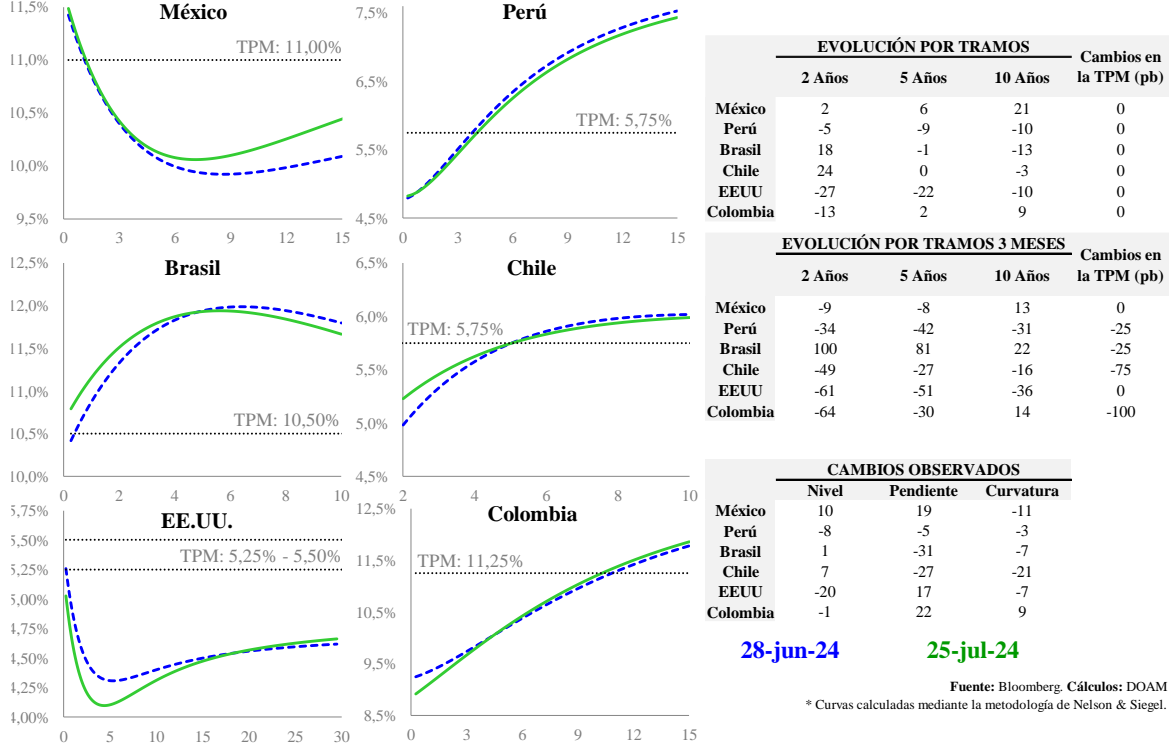 México
11,5%
11,0%
10,5%
10,0%
9,5%
TPM: 11,00%
0 3 6 9 12 15
Perú
7,5%
6,5%
5,5%
4,5%
TPM: 5,75%
0 3 6 9 12 15
Brasil
12,5%
12,0%
11,5%
11,0%
10,5%
10,0%
TPM: 10,50%
0 2 4 6 8 10
Chile
6,5%
6,0%
5,5%
5,0%
4,5%
TPM: 5,75%
2 4 6 8 10
EE.UU.
5,75%
5,50%
5,25%
5,00%
4,75%
4,50%
4,25%
4,00%
TPM: 5,25% - 5,50%
0 5 10 15 20 25 30
Colombia
12,5%
11,5%
10,5%
9,5%
8,5%
TPM: 11,25%
0 3 6 9 12 15
EVOLUCIÓN POR TRAMOS Cambios en
2 Años 5 Años 10 Años la TPM (pb)
México 2 6 21 0
Perú -5 -9 -10 0
Brasil 18 -1 -13 0
Chile 24 0 -3 0
EEUU -27 -22 -10 0
Colombia -13 2 9 0
EVOLUCIÓN POR TRAMOS 3 MESES Cambios en
2 Años 5 Años 10 Años la TPM (pb)
México -9 -8 13 0
Perú -34 -42 -31 -25
Brasil 100 81 22 -25
Chile -49 -27 -16 -75
EEUU -61 -51 -36 0
Colombia -64 -30 14 -100
CAMBIOS OBSERVADOS
Nivel Pendiente Curvatura
México 10 19 -11
Perú -8 -5 -3
Brasil 1 -31 -7
Chile 7 -27 -21
EEUU -20 17 -7
Colombia -1 22 9
28-jun-24 25-jul-24
Fuente: Bloomberg. Cálculos: DOAM
* Curvas calculadas mediante la metodología de Nelson & Siegel.